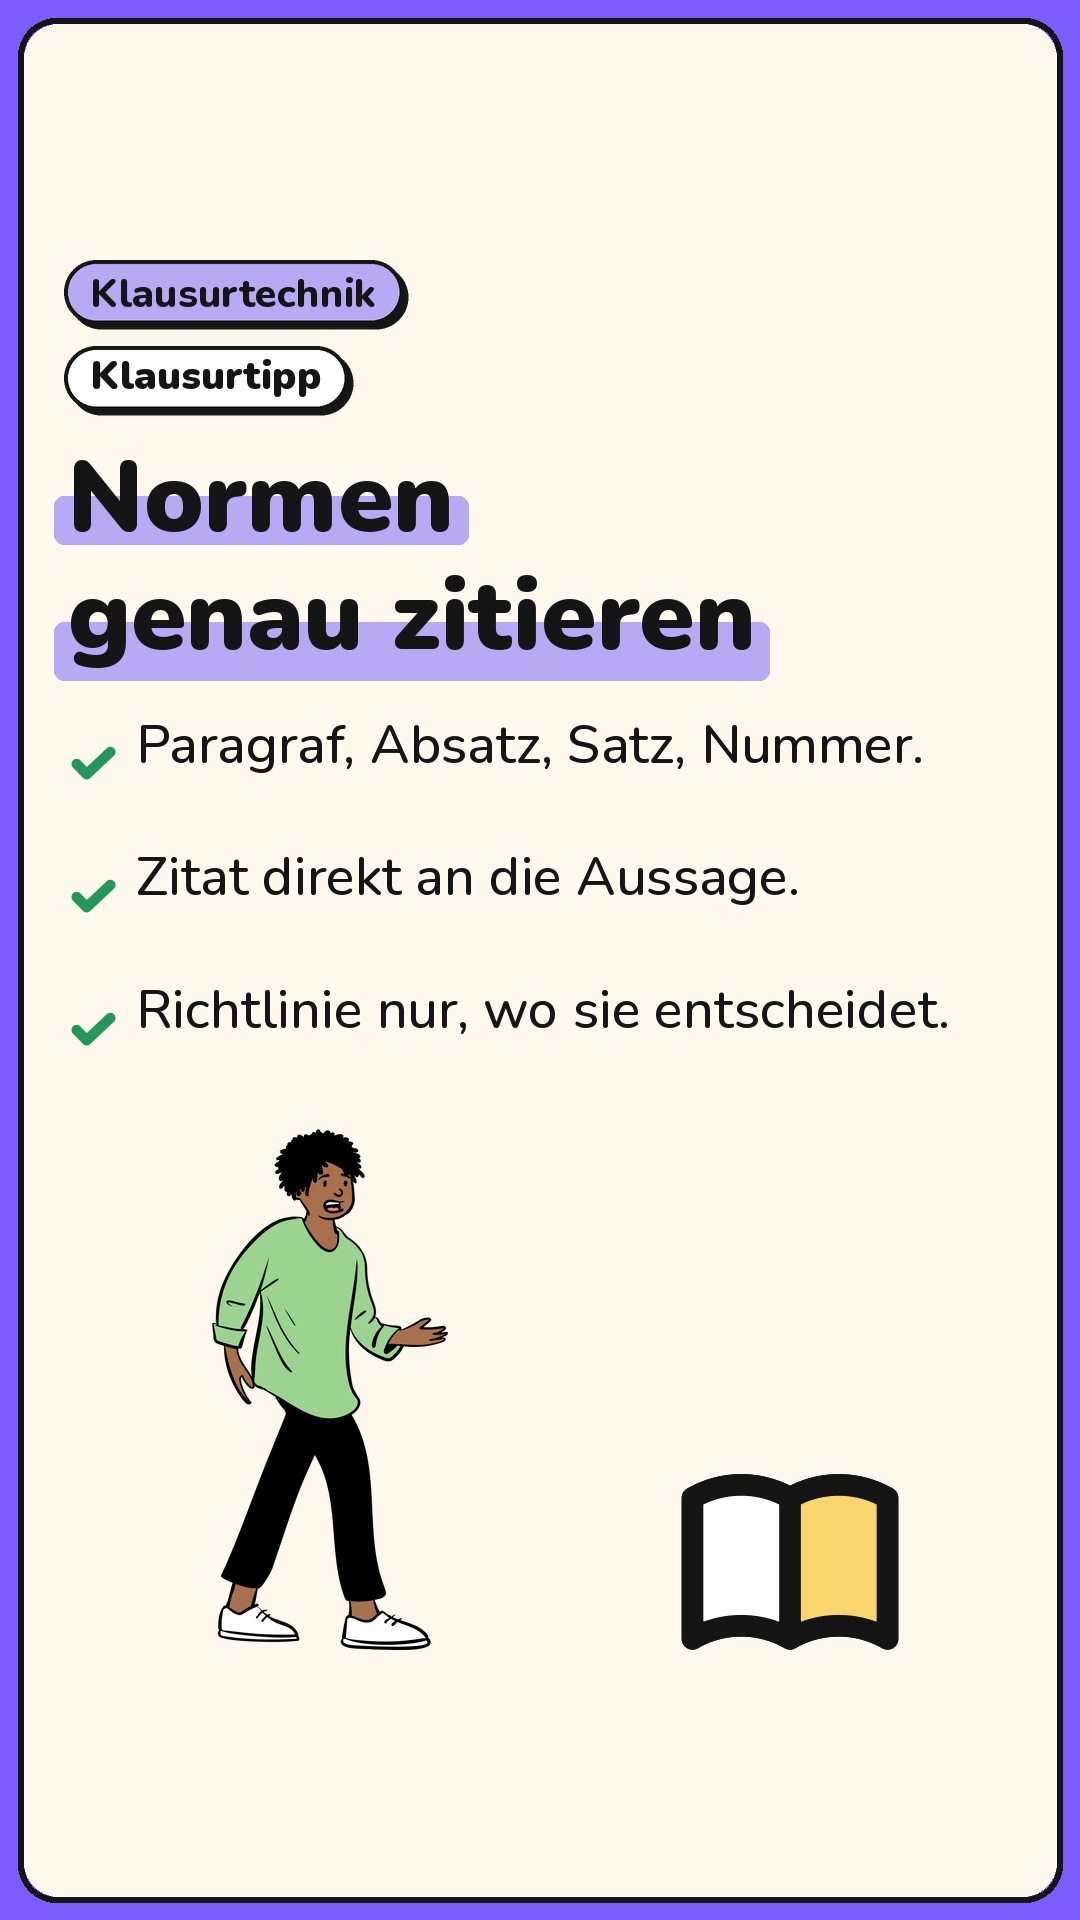 Klausurtechnik
Klausurtipp
Normen
genau zitieren
Paragraf, Absatz, Satz, Nummer.
Zitat direkt an die Aussage.
Richtlinie nur, wo sie entscheidet.